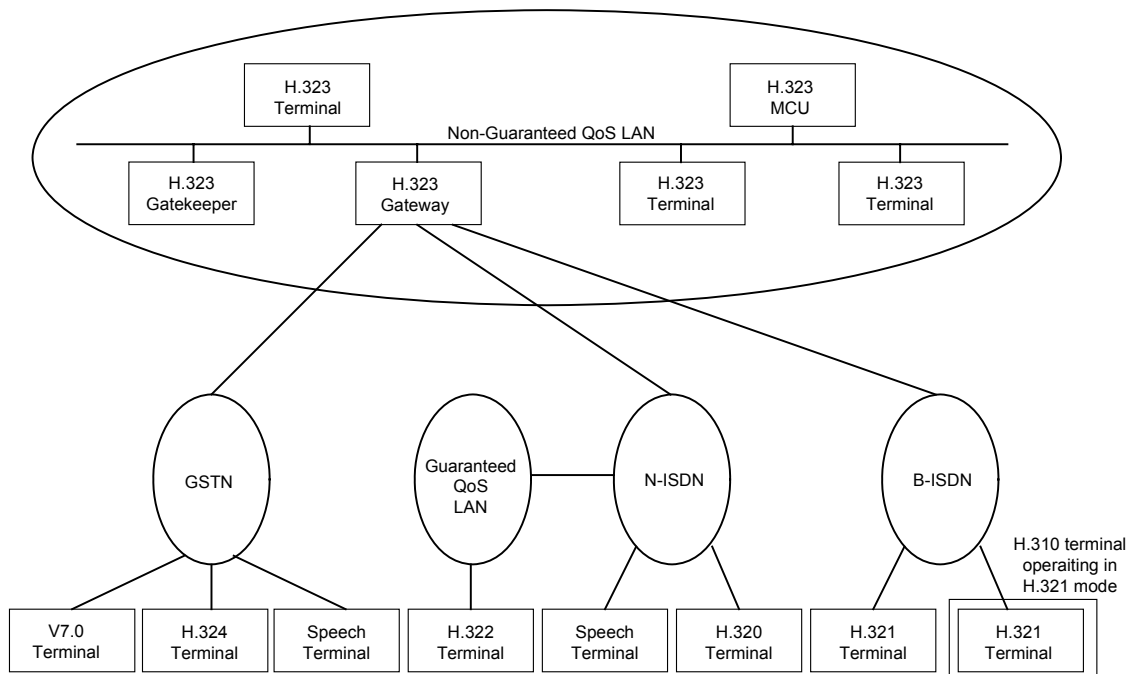 H.323
Terminal
H.323
MCU
Non-Guaranteed QoS LAN
H.323
Gatekeeper
H.323
Gateway
H.323
Terminal
H.323
Terminal
GSTN
Guaranteed
QoS
LAN
N-ISDN
B-ISDN
H.310 terminal
operaiting in
H.321 mode
V7.0
Terminal
H.324
Terminal
Speech
Terminal
H.322
Terminal
Speech
Terminal
H.320
Terminal
H.321
Terminal
H.321
Terminal